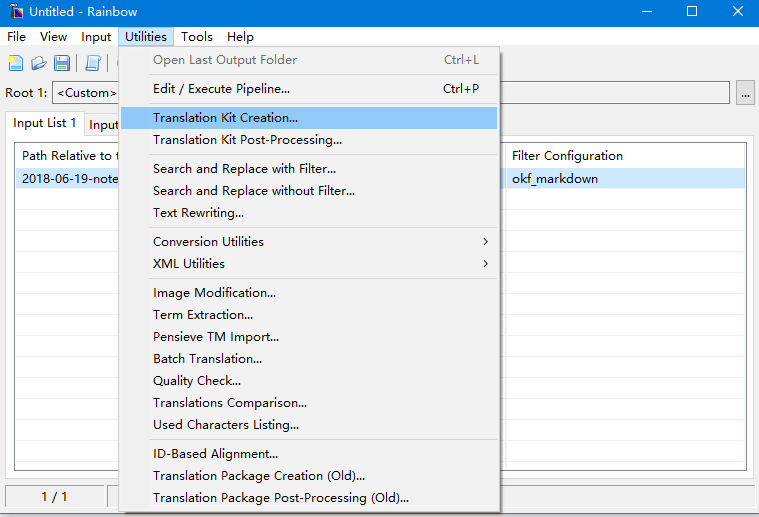 Untitled - Rainbow
File View Input Utilities Tools Help
Root 1: <Custom> ...
Input List 1 Input
Path Relative to t Filter Configuration
2018-06-19-note okf_markdown
Open Last Output Folder Ctrl+L
Edit / Execute Pipeline... Ctrl+P
Translation Kit Creation...
Translation Kit Post-Processing...
Search and Replace with Filter...
Search and Replace without Filter...
Text Rewriting...
Conversion Utilities
XML Utilities
Image Modification...
Term Extraction...
Pensieve TM Import...
Batch Translation...
Quality Check...
Translations Comparison...
Used Characters Listing...
ID-Based Alignment...
Translation Package Creation (Old)...
Translation Package Post-Processing (Old)...
1 / 1